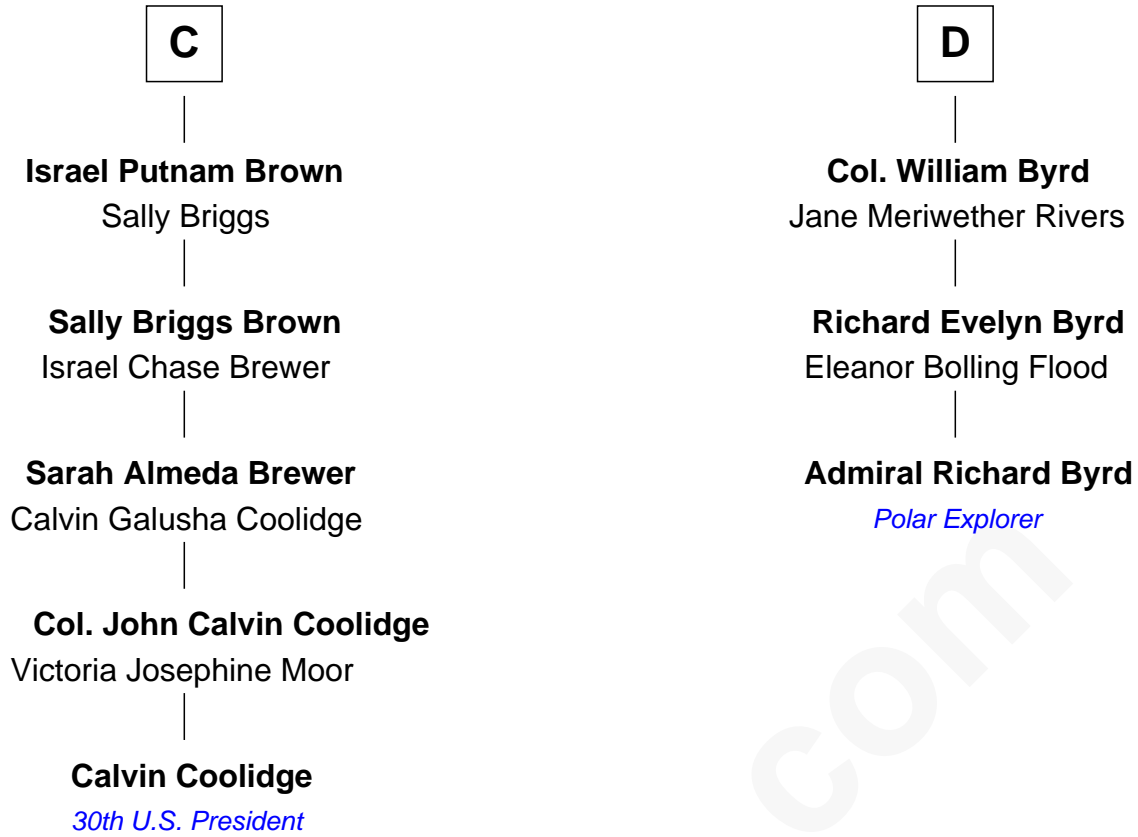 C
Israel Putnam Brown
Sally Briggs
Sally Briggs Brown
Israel Chase Brewer
Sarah Almeda Brewer
Calvin Galusha Coolidge
Col. John Calvin Coolidge
Victoria Josephine Moor
Calvin Coolidge
30th U.S. President
D
Col. William Byrd
Jane Meriwether Rivers
Richard Evelyn Byrd
Eleanor Bolling Flood
Admiral Richard Byrd
Polar Explorer
com